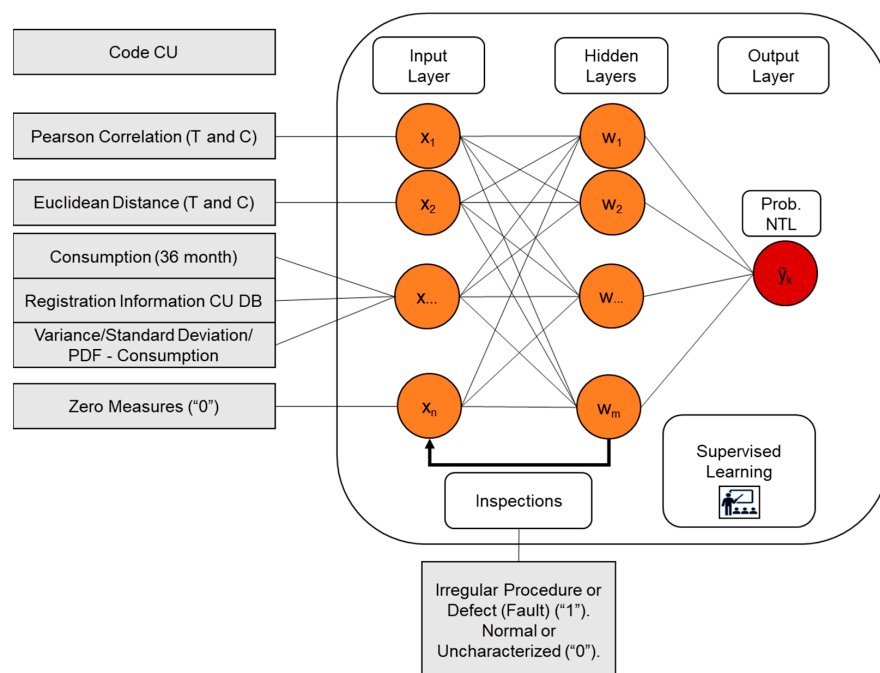 Code CU
Input
Layer
Hidden
Layers
Output
Layer
Pearson Correlation (T and C)
x1
w1
Euclidean Distance (T and C)
x2
w2
Prob.
NTL
Consumption (36 month)
Registration Information CU DB
Variance/Standard Deviation/
PDF - Consumption
x...
w...
ȳk
Zero Measures (“0”)
xn
wm
Supervised
Learning
Inspections
Irregular Procedure or
Defect (Fault) (“1”).
Normal or
Uncharacterized (“0”).